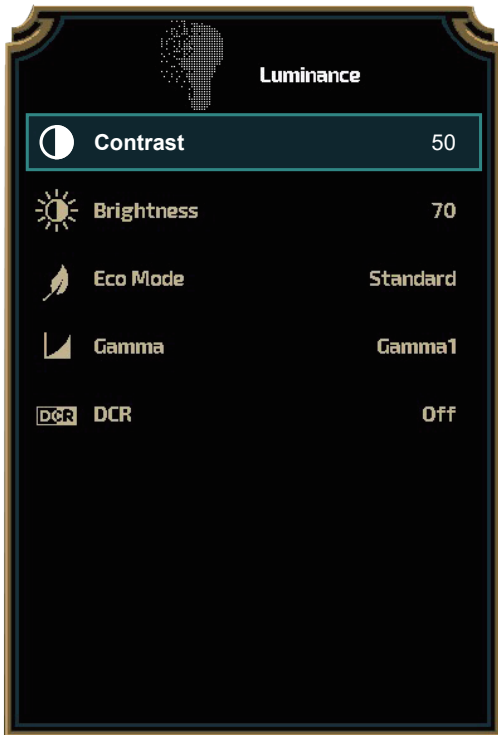 Luminance
Contrast 50
Brightness 70
Eco Mode Standard
Gamma Gamma1
DCR DCR Off